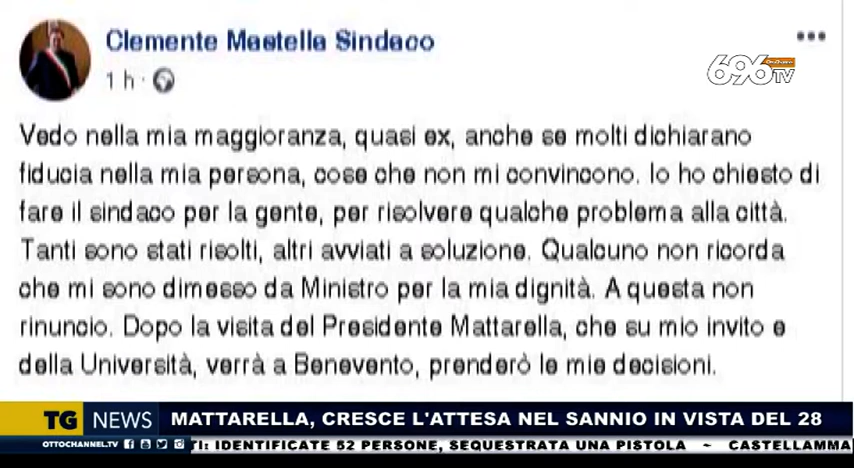 Clemente Mastella Sindaco
1 h
696 TV
Vedo nella mia maggioranza, quasi ex, anche se molti dichiarano
fiducia nella mia persona, cose che non mi convincono. Io ho chiesto di
fare il sindaco per la gente, per risolvere qualche problema alla città.
Tanti sono stati risolti, altri avviati a soluzione. Qualcuno non ricorda
che mi sono dimesso da Ministro per la mia dignità. A questa non
rinuncio. Dopo la visita del Presidente Mattarella, che su mio invito e
della Università, verrà a Benevento, prenderò le mie decisioni.
TG NEWS MATTARELLA, CRESCE L'ATTESA NEL SANNIO IN VISTA DEL 28
OTTOCHANNEL.TV TI: IDENTIFICATE 52 PERSONE, SEQUESTRATA UNA PISTOLA ~ CASTELLAMMA